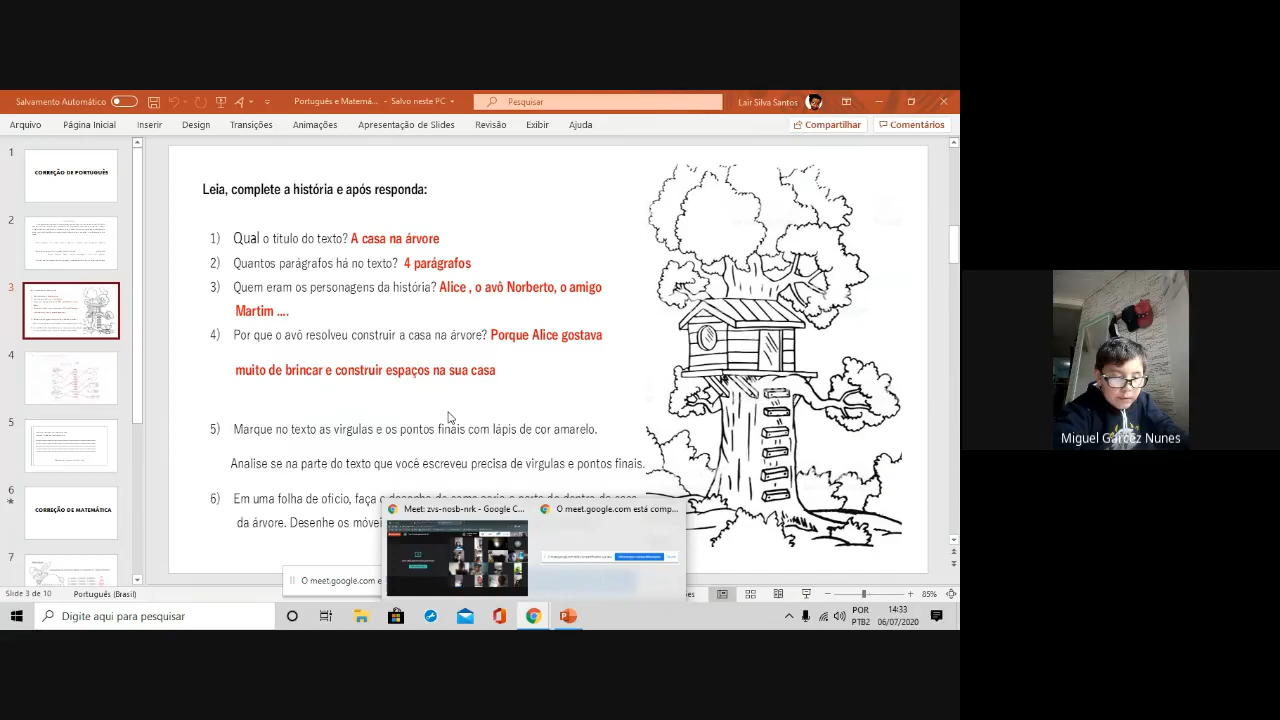 Salvamento Automático
Português e Matemá... - Salvo neste PC
Pesquisar
Lair Silva Santos
Arquivo Página Inicial Inserir Design Transições Animações Apresentação de Slides Revisão Exibir Ajuda
Compartilhar Comentários
1
CORREÇÃO DE PORTUGUÊS
2
3
4
5
6
CORREÇÃO DE MATEMÁTICA
7
Leia, complete a história e após responda:
1) Qual o título do texto? A casa na árvore
2) Quantos parágrafos há no texto? 4 parágrafos
3) Quem eram os personagens da história? Alice , o avô Norberto, o amigo
Martim ....
4) Por que o avô resolveu construir a casa na árvore? Porque Alice gostava
muito de brincar e construir espaços na sua casa
5) Marque no texto as vírgulas e os pontos finais com lápis de cor amarelo.
Analise se na parte do texto que você escreveu precisa de vírgulas e pontos finais.
6) Em uma folha de ofício, faça
da árvore. Desenhe os móvei
Meet: zvs-nosb-nrk - Google C...
O meet.google.com está comp...
O meet.google.com e
Miguel Garcez Nunes
Slide 3 de 10 Português (Brasil)
85%
Digite aqui para pesquisar
POR
PTB2
14:33
06/07/2020